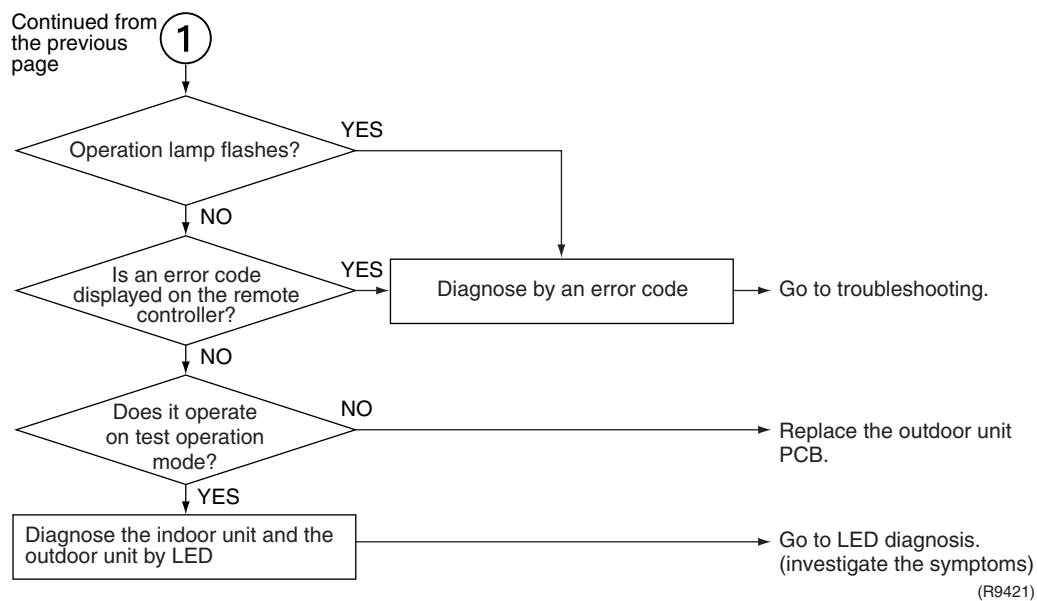 Continued from
the previous
page
1
Operation lamp flashes?
YES
NO
Is an error code
displayed on the remote
controller?
YES
Diagnose by an error code
Go to troubleshooting.
NO
Does it operate
on test operation
mode?
NO
Replace the outdoor unit
PCB.
YES
Diagnose the indoor unit and the
outdoor unit by LED
Go to LED diagnosis.
(investigate the symptoms)
(R9421)